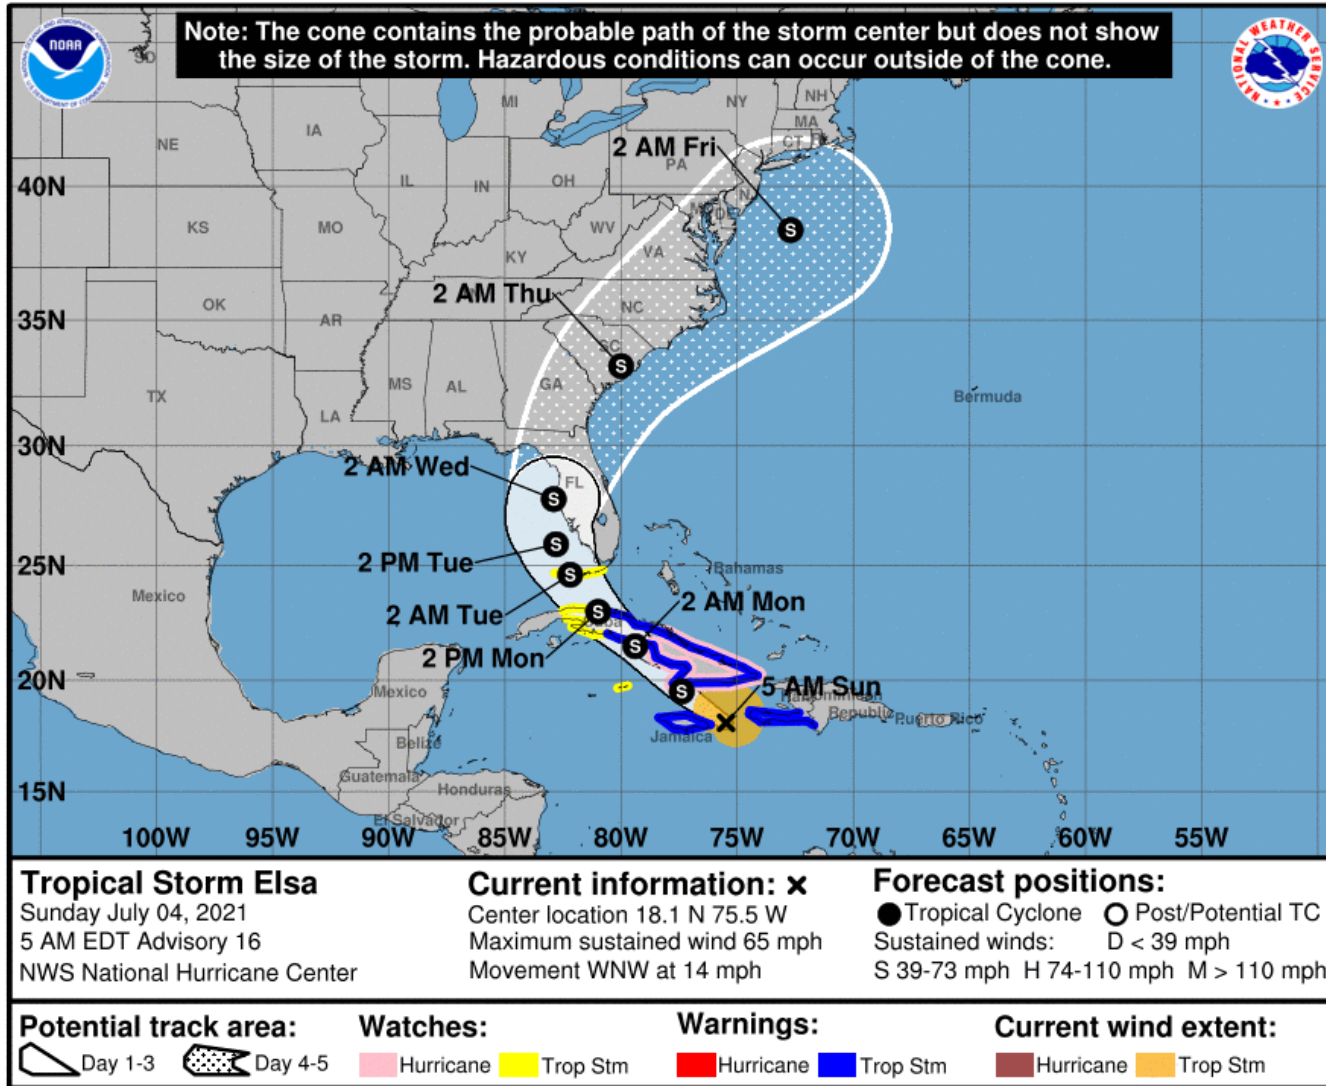 Note: The cone contains the probable path of the storm center but does not show
the size of the storm. Hazardous conditions can occur outside of the cone.
NOAA
NATIONAL WEATHER SERVICE
SD
MI
NY
NH
NE
IA
MA
CT
2 AM Fri
PA
40N
IL
IN
OH
N
DE
KS
MO
WV
VA
KY
2 AM Thu
OK
AR
NC
35N
SC
TX
MS
AL
GA
LA
Bermuda
30N
2 AM Wed
FL
2 PM Tue
25N
Bahamas
Mexico
2 AM Tue
2 AM Mon
Cuba
2 PM Mon
20N
5 AM Sun
Mexico
Republic
Puerto Rico
Jamaica
Belize
Guatemala
Honduras
15N
El Salvador
100W 95W 90W 85W 80W 75W 70W 65W 60W 55W
S
S
S
S
S
S
S
S
Tropical Storm Elsa
Sunday July 04, 2021
5 AM EDT Advisory 16
NWS National Hurricane Center
Current information: x
Center location 18.1 N 75.5 W
Maximum sustained wind 65 mph
Movement WNW at 14 mph
Forecast positions:
Tropical Cyclone Post/Potential TC
Sustained winds: D < 39 mph
S 39-73 mph H 74-110 mph M > 110 mph
Potential track area:
Day 1-3 Day 4-5
Watches:
Hurricane Trop Stm
Warnings:
Hurricane Trop Stm
Current wind extent:
Hurricane Trop Stm